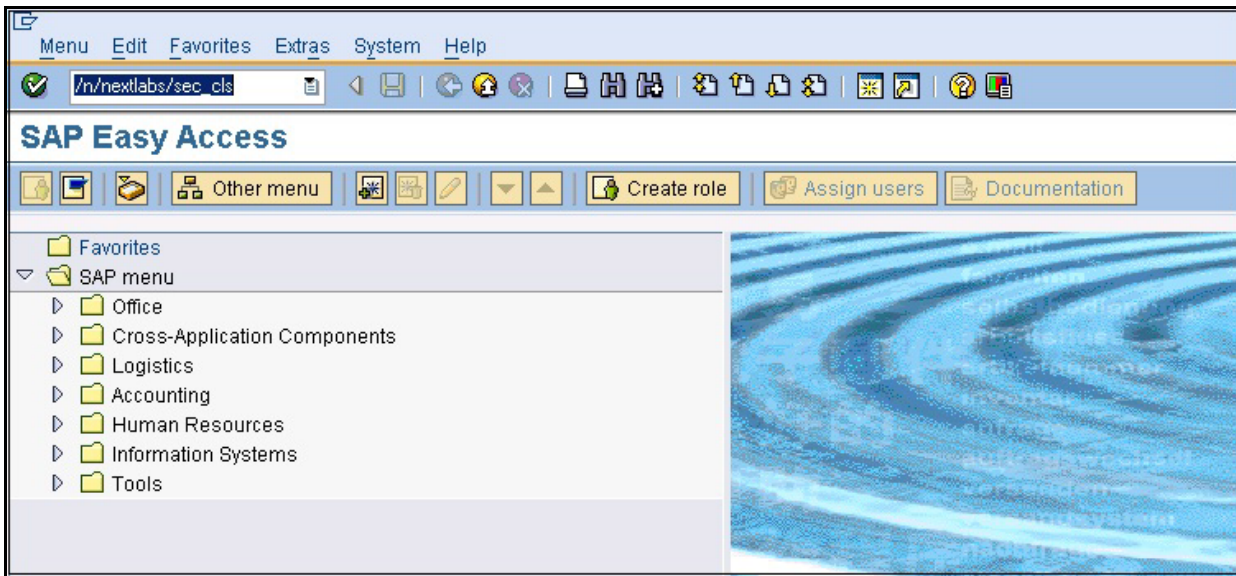 Menu Edit Favorites Extras System Help
/n/nextlabs/sec_cls
SAP Easy Access
Other menu Create role Assign users Documentation
Favorites
SAP menu
Office
Cross-Application Components
Logistics
Accounting
Human Resources
Information Systems
Tools